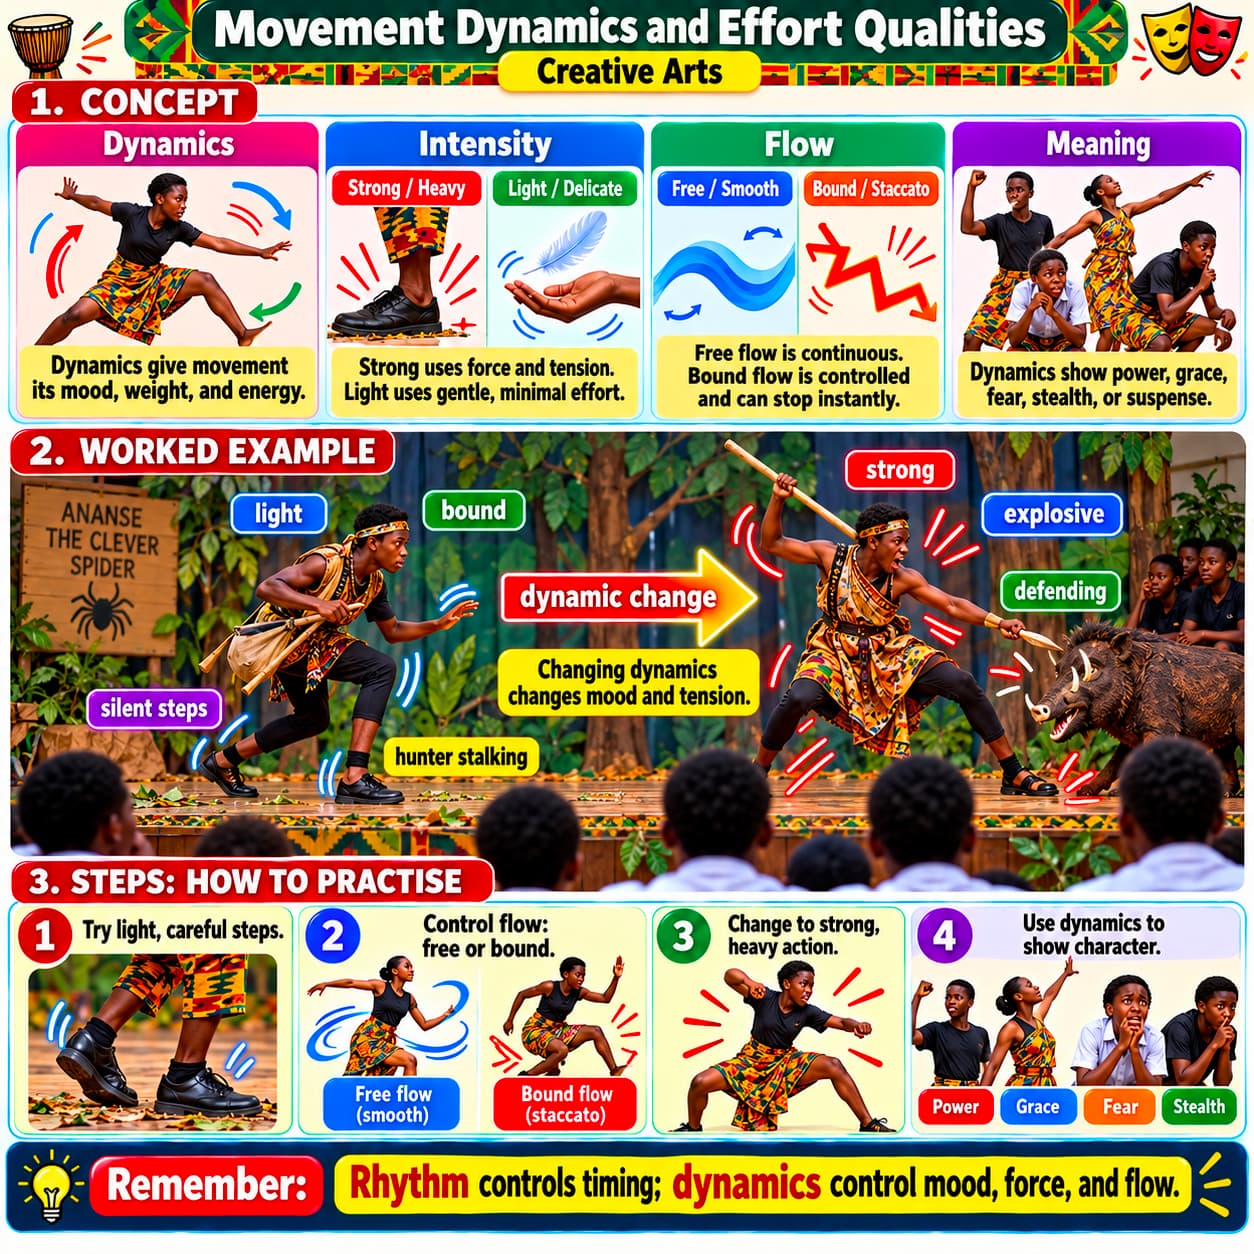 Movement Dynamics and Effort Qualities
Creative Arts
1. CONCEPT
Dynamics
Dynamics give movement
its mood, weight, and energy.
Intensity
Strong / Heavy
Light / Delicate
Strong uses force and tension.
Light uses gentle, minimal effort.
Flow
Free / Smooth
Bound / Staccato
Free flow is continuous.
Bound flow is controlled
and can stop instantly.
Meaning
Dynamics show power, grace,
fear, stealth, or suspense.
2. WORKED EXAMPLE
ANANSE
THE CLEVER
SPIDER
light
bound
silent steps
hunter stalking
dynamic change
Changing dynamics
changes mood and tension.
strong
explosive
defending
3. STEPS: HOW TO PRACTISE
1
Try light, careful steps.
2
Control flow:
free or bound.
Free flow
(smooth)
Bound flow
(staccato)
3
Change to strong,
heavy action.
4
Use dynamics to
show character.
Power
Grace
Fear
Stealth
Remember:
Rhythm controls timing; dynamics control mood, force, and flow.